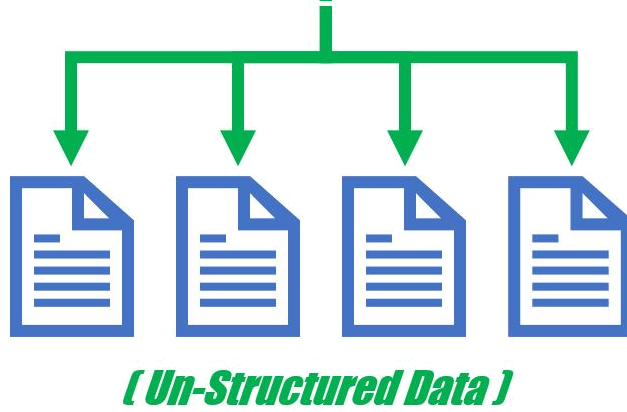 ( Un-Structured Data )